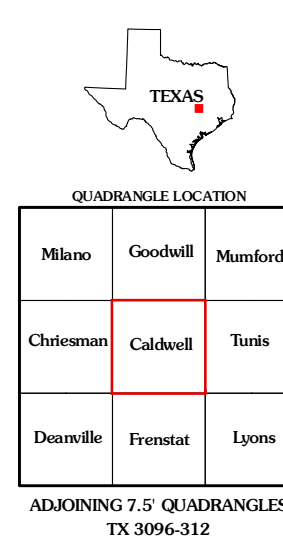 TEXAS
QUADRANGLE LOCATION
Milano Goodwill Mumford
Chriesman Caldwell Tunis
Deanville Frenstat Lyons
ADJOINING 7.5' QUADRANGLES
TX 3096-312